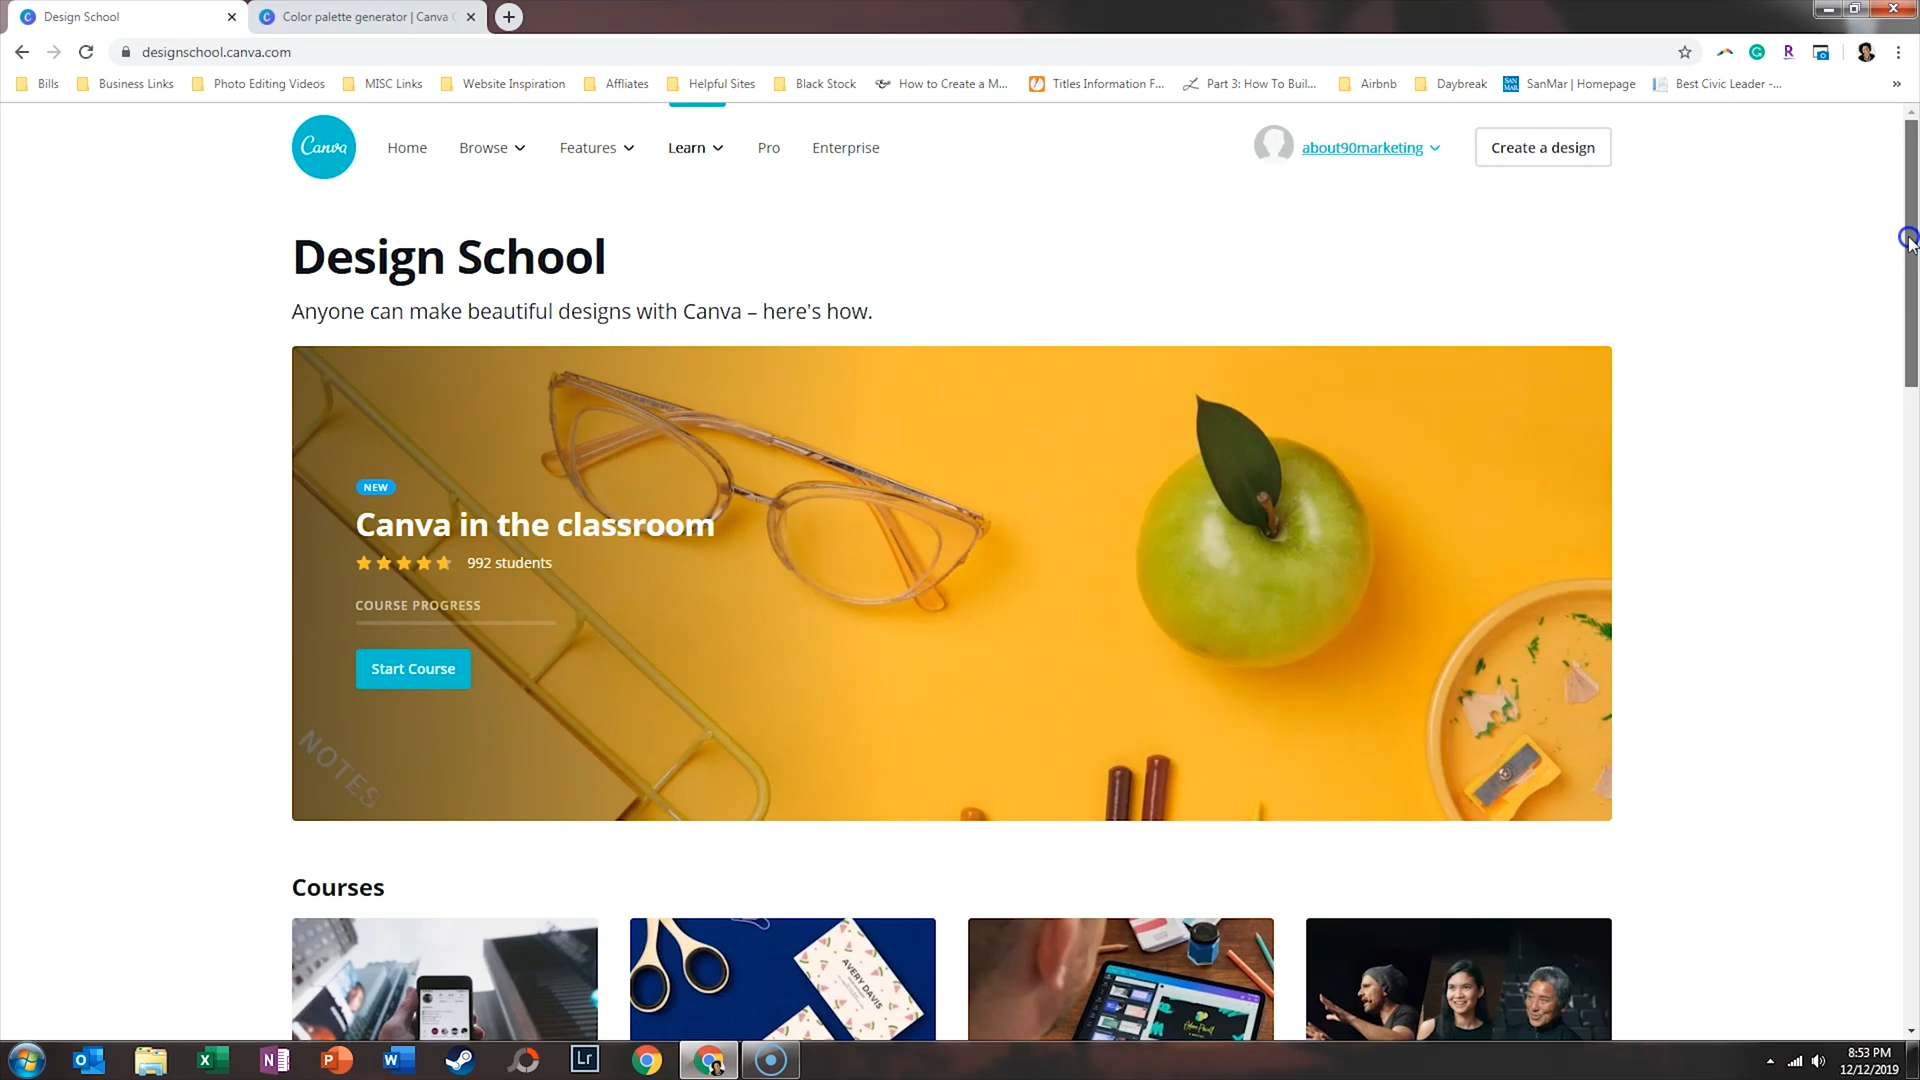 Design School
Color palette generator | Canva
designschool.canva.com
Bills
Business Links
Photo Editing Videos
MISC Links
Website Inspiration
Affliates
Helpful Sites
Black Stock
How to Create a M...
Titles Information F...
Part 3: How To Buil...
Airbnb
Daybreak
SAN MAR
SanMar | Homepage
Best Civic Leader -...
»
Canva
Home
Browse
Features
Learn
Pro
Enterprise
about90marketing
Create a design
Design School
Anyone can make beautiful designs with Canva – here's how.
NEW
Canva in the classroom
992 students
COURSE PROGRESS
Start Course
NOTES
Courses
AVERY DAVIS
Lr
8:53 PM
12/12/2019